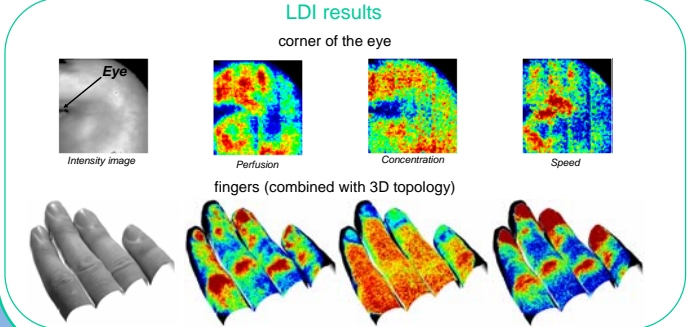 LDI results
corner of the eye
Eye
Intensity image
Perfusion
Concentration
Speed
fingers (combined with 3D topology)